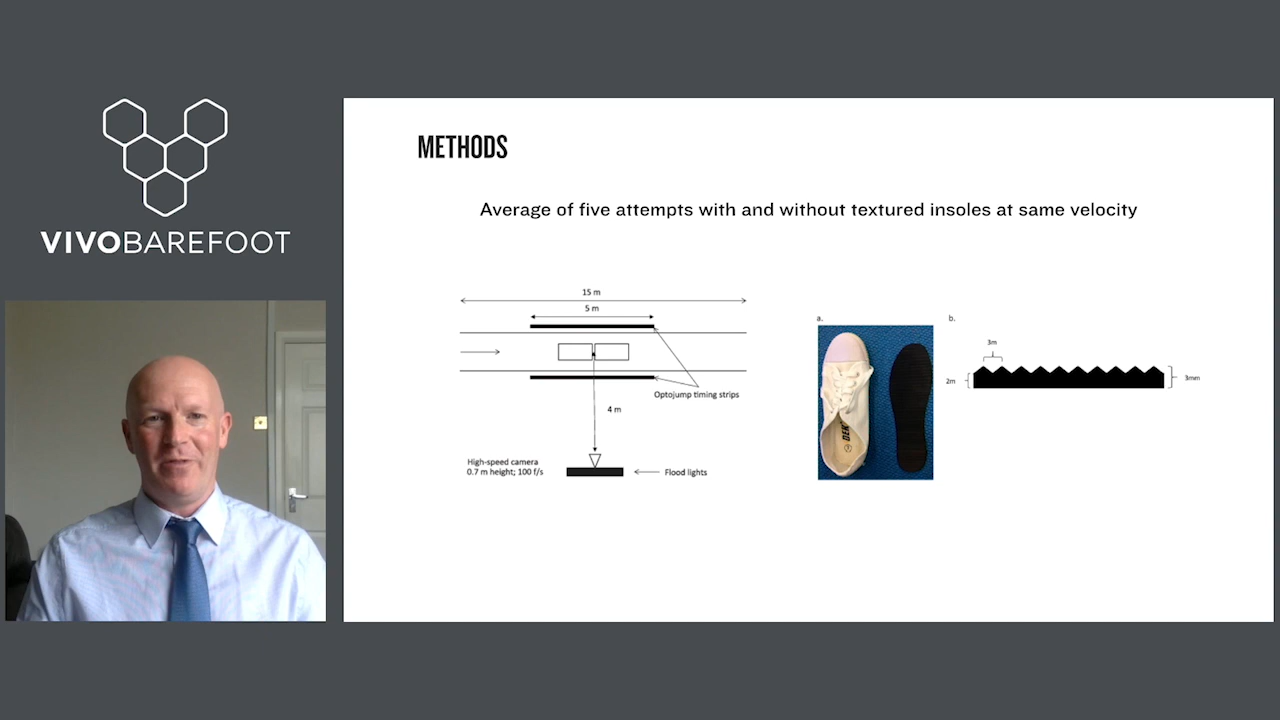 VIVOBAREFOOT
METHODS
Average of five attempts with and without textured insoles at same velocity
15 m
5 m
Optojump timing strips
4 m
High-speed camera
0.7 m height; 100 f/s
Flood lights
a.
b.
3m
2m
3mm
DEK